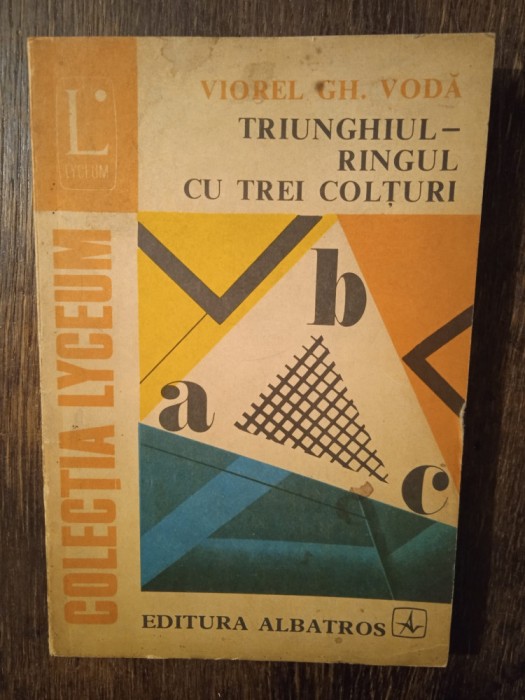 L
LYCEUM
VIOREL GH. VODĂ
TRIUNGHIUL–
RINGUL
CU TREI COLȚURI
COLECȚIA LYCEUM
b
a
c
EDITURA ALBATROS